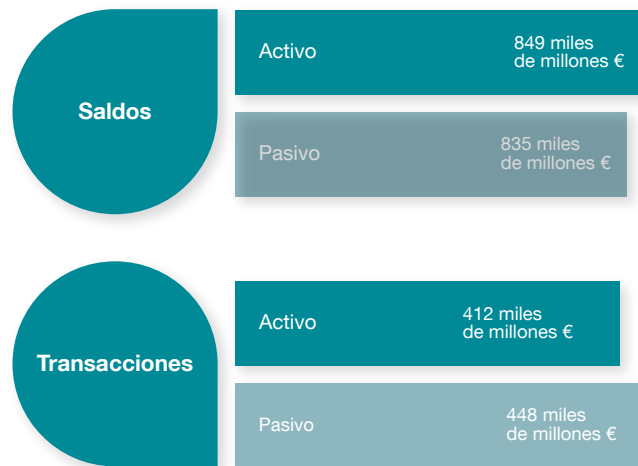 Saldos
Activo
849 miles
de millones €
Pasivo
835 miles
de millones €
Transacciones
Activo
412 miles
de millones €
Pasivo
448 miles
de millones €